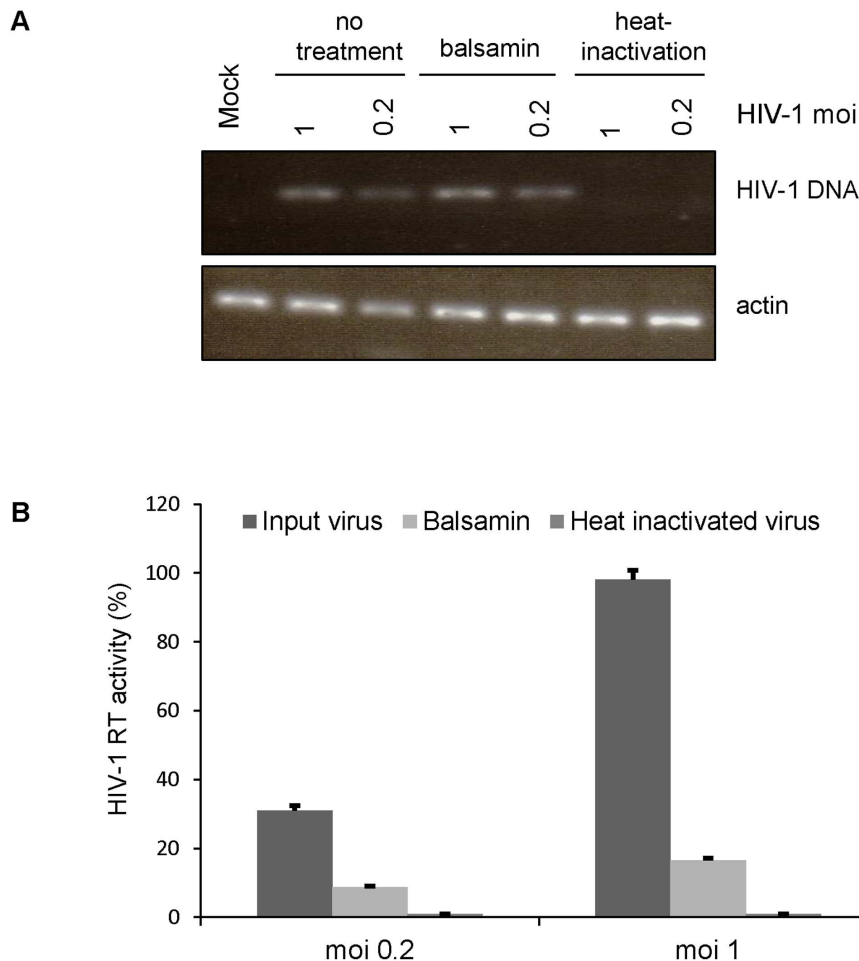 A
no
treatment
balsamin
heat-
inactivation
Mock
1
0.2
1
0.2
1
0.2
HIV-1 moi
HIV-1 DNA
actin
B
HIV-1 RT activity (%)
120
100
80
60
40
20
0
Input virus
Balsamin
Heat inactivated virus
moi 0.2
moi 1